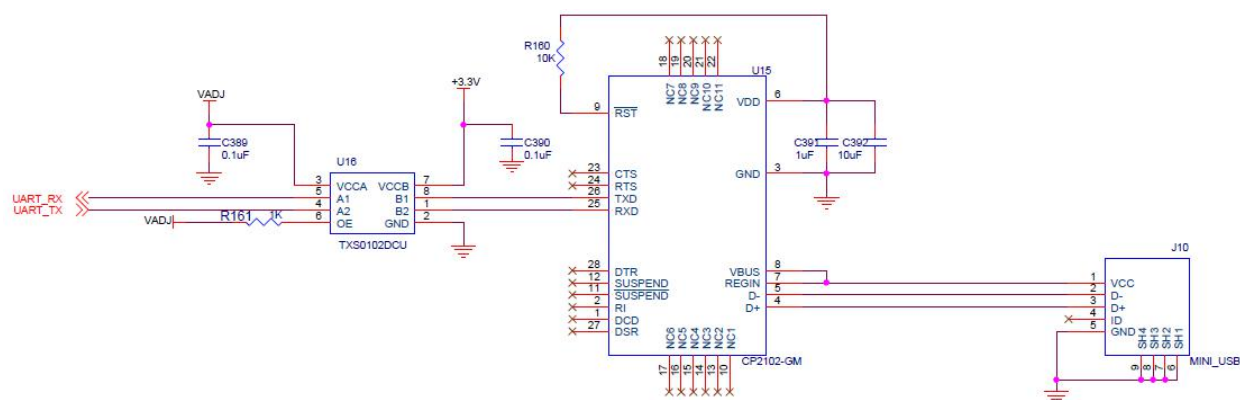 R160
10K
18
19
20
21
22
U15
NC7
NC8
NC9
NC10
NC11
+3.3V
VADJ
9
RST
VDD
6
C389
0.1uF
C390
0.1uF
C391
1uF
C392
10uF
U16
23
CTS
24
RTS
GND
3
3
VCCA
VCCB
7
26
TXD
UART_RX
5
A1
B1
8
25
RXD
UART_TX
4
A2
B2
1
VADJ
R161
1K
6
OE
GND
2
TXS0102DCU
J10
28
DTR
VBUS
8
12
SUSPEND
REGIN
7
1
VCC
11
SUSPEND
D-
5
2
D-
2
RI
D+
4
3
D+
1
DCD
4
ID
27
DSR
5
GND
NC6
NC5
NC4
NC3
NC2
NC1
SH4
SH3
SH2
SH1
CP2102-GM
MINI_USB
17
16
15
14
13
10
9
8
7
6